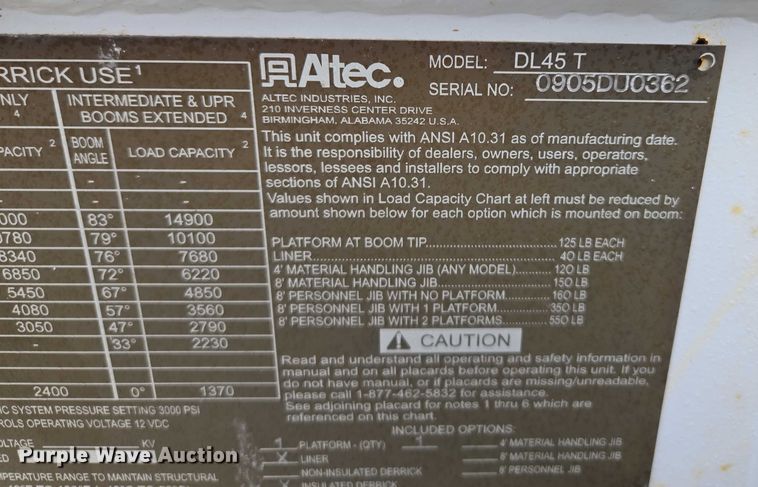 RRICK USE¹
NLY 4
INTERMEDIATE & UPR
BOOMS EXTENDED 4
PACITY 2
BOOM
ANGLE
LOAD CAPACITY 2
- -
- -
000 83° 14900
0780 79° 10100
8340 76° 7680
6850 72° 6220
5450 67° 4850
4080 57° 3560
3050 47° 2790
- 33° 2230
2400 0° 1370
IC SYSTEM PRESSURE SETTING 3000 PSI
ROLS OPERATING VOLTAGE 12 VDC
VOLTAGE KV
MPERATURE RANGE TO MAINTAIN STRUCTURAL
Altec.
MODEL: DL45 T
SERIAL NO: 0905DU0362
ALTEC INDUSTRIES, INC.
210 INVERNESS CENTER DRIVE
BIRMINGHAM, ALABAMA 35242 U.S.A.
This unit complies with ANSI A10.31 as of manufacturing date.
It is the responsibility of dealers, owners, users, operators,
lessors, lessees and installers to comply with appropriate
sections of ANSI A10.31.
Values shown in Load Capacity Chart at left must be reduced by
amount shown below for each option which is mounted on boom:
PLATFORM AT BOOM TIP 125 LB EACH
LINER 40 LB EACH
4' MATERIAL HANDLING JIB (ANY MODEL) 120 LB
8' MATERIAL HANDLING JIB 150 LB
8' PERSONNEL JIB WITH NO PLATFORM 160 LB
8' PERSONNEL JIB WITH 1 PLATFORM 350 LB
8' PERSONNEL JIB WITH 2 PLATFORMS 550 LB
CAUTION
Read and understand all operating and safety information in
manual and on all placards before operating this unit. If you
do not have manual, or if placards are missing/unreadable,
please call 1-877-462-5832 for assistance.
See adjoining placard for notes 1 thru 6 which are
referenced on this chart.
INCLUDED OPTIONS:
1 PLATFORM - (QTY) 1 4' MATERIAL HANDLING JIB
X LINER 8' MATERIAL HANDLING JIB
NON-INSULATED DERRICK 8' PERSONNEL JIB
X INSULATED DERRICK
Purple Wave Auction